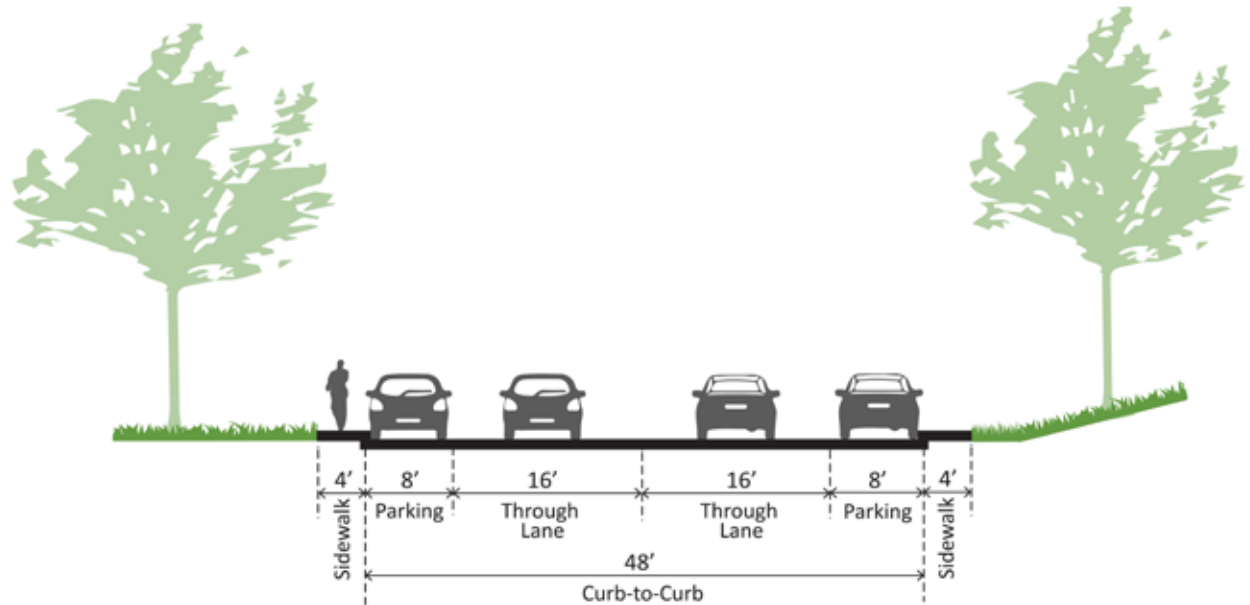 4’ 8’ 16’ 16’ 8’ 4’
Sidewalk Parking Through Lane Through Lane Parking Sidewalk
48’
Curb-to-Curb